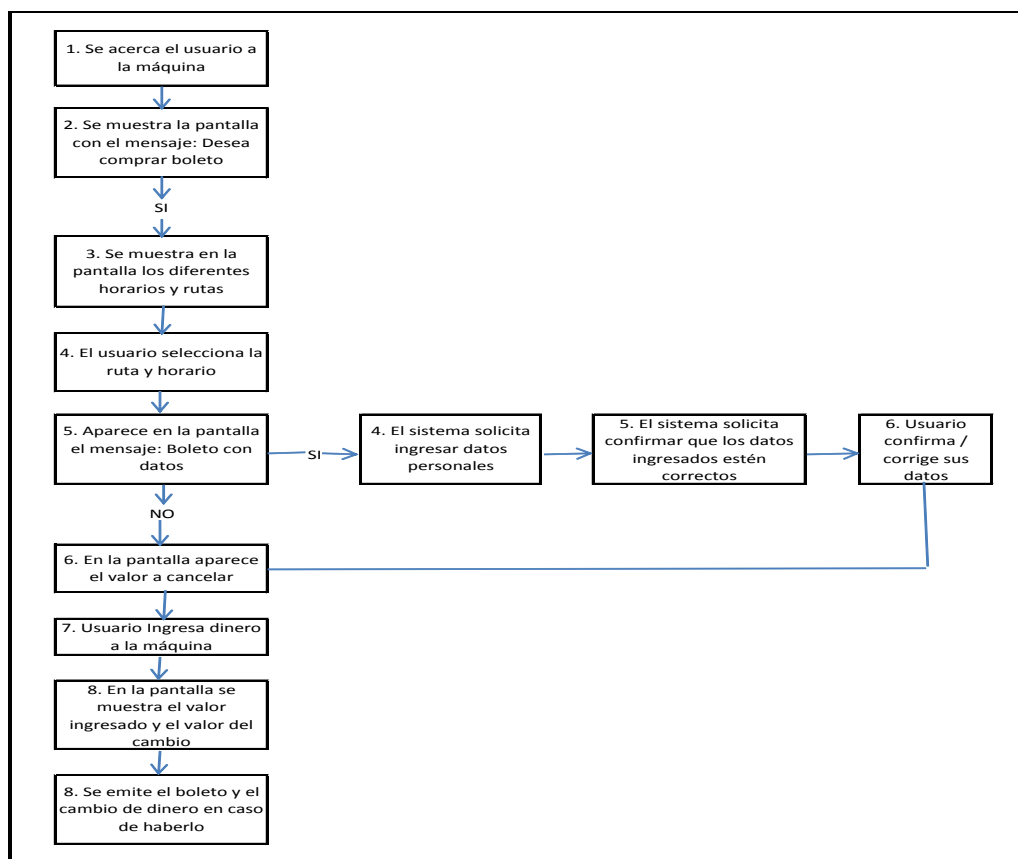 1. Se acerca el usuario a
la máquina
2. Se muestra la pantalla
con el mensaje: Desea
comprar boleto
SI
3. Se muestra en la
pantalla los diferentes
horarios y rutas
4. El usuario selecciona la
ruta y horario
5. Aparece en la pantalla
el mensaje: Boleto con
datos
SI
4. El sistema solicita
ingresar datos
personales
5. El sistema solicita
confirmar que los datos
ingresados estén
correctos
6. Usuario
confirma /
corrige sus
datos
NO
6. En la pantalla aparece
el valor a cancelar
7. Usuario Ingresa dinero
a la máquina
8. En la pantalla se
muestra el valor
ingresado y el valor del
cambio
8. Se emite el boleto y el
cambio de dinero en caso
de haberlo